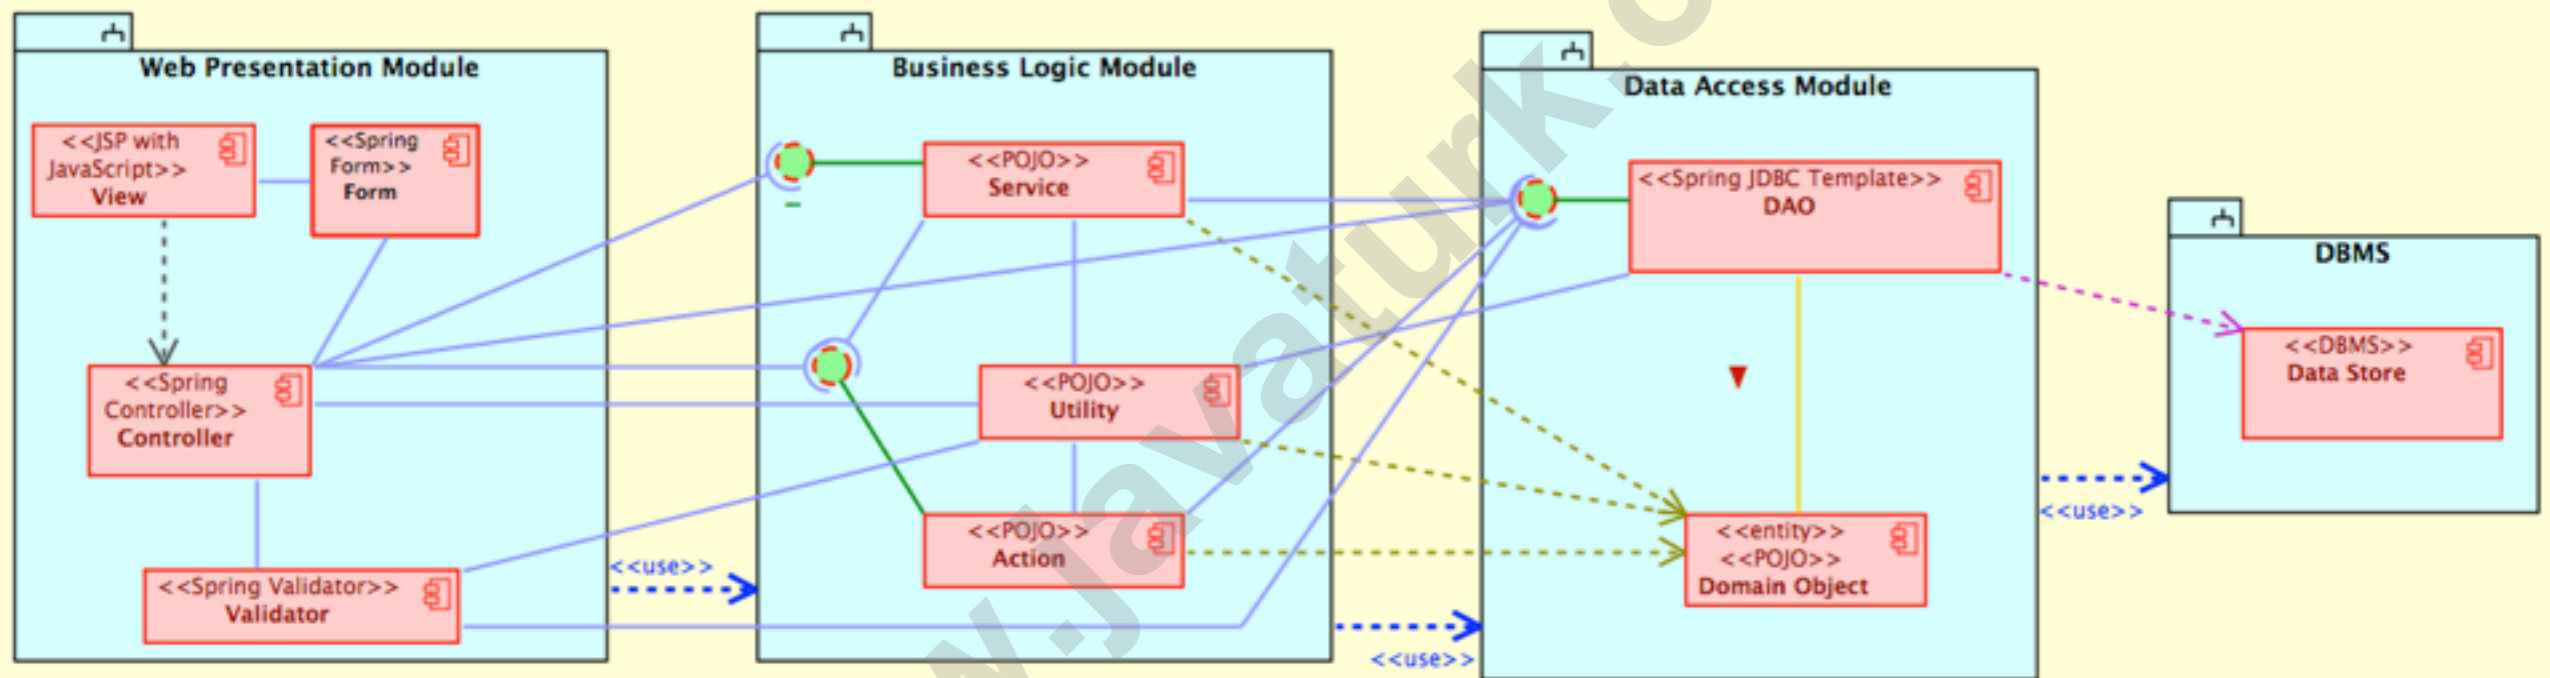 Web Presentation Module
<<JSP with
JavaScript>>
View
<<Spring
Form>>
Form
<<Spring
Controller>>
Controller
<<Spring Validator>>
Validator
<<use>>
Business Logic Module
<<POJO>>
Service
<<POJO>>
Utility
<<POJO>>
Action
<<use>>
Data Access Module
<<Spring JDBC Template>>
DAO
<<entity>>
<<POJO>>
Domain Object
<<use>>
DBMS
<<DBMS>>
Data Store
w.javaturk.o